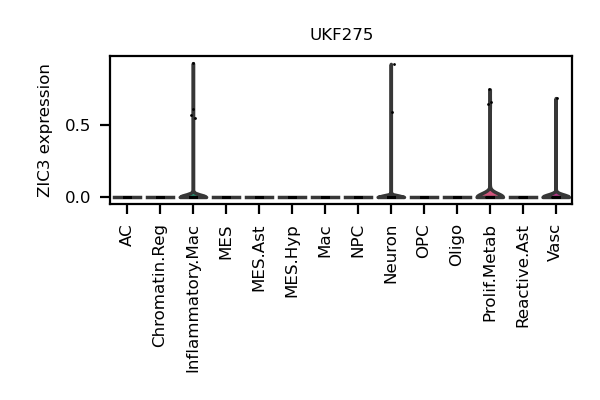 UKF275
ZIC3 expression
0.5
0.0
AC
Chromatin.Reg
Inflammatory.Mac
MES
MES.Ast
MES.Hyp
Mac
NPC
Neuron
OPC
Oligo
Prolif.Metab
Reactive.Ast
Vasc